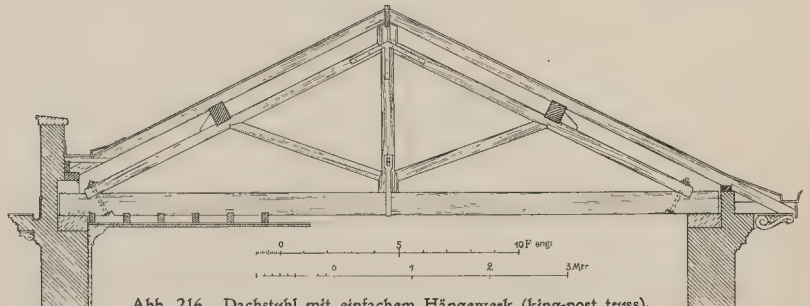 0 5 10 F engl.
0 1 2 3 Mtr
Abb. 216. Dachstuhl mit einfachem Hängewerk (king-post truss).